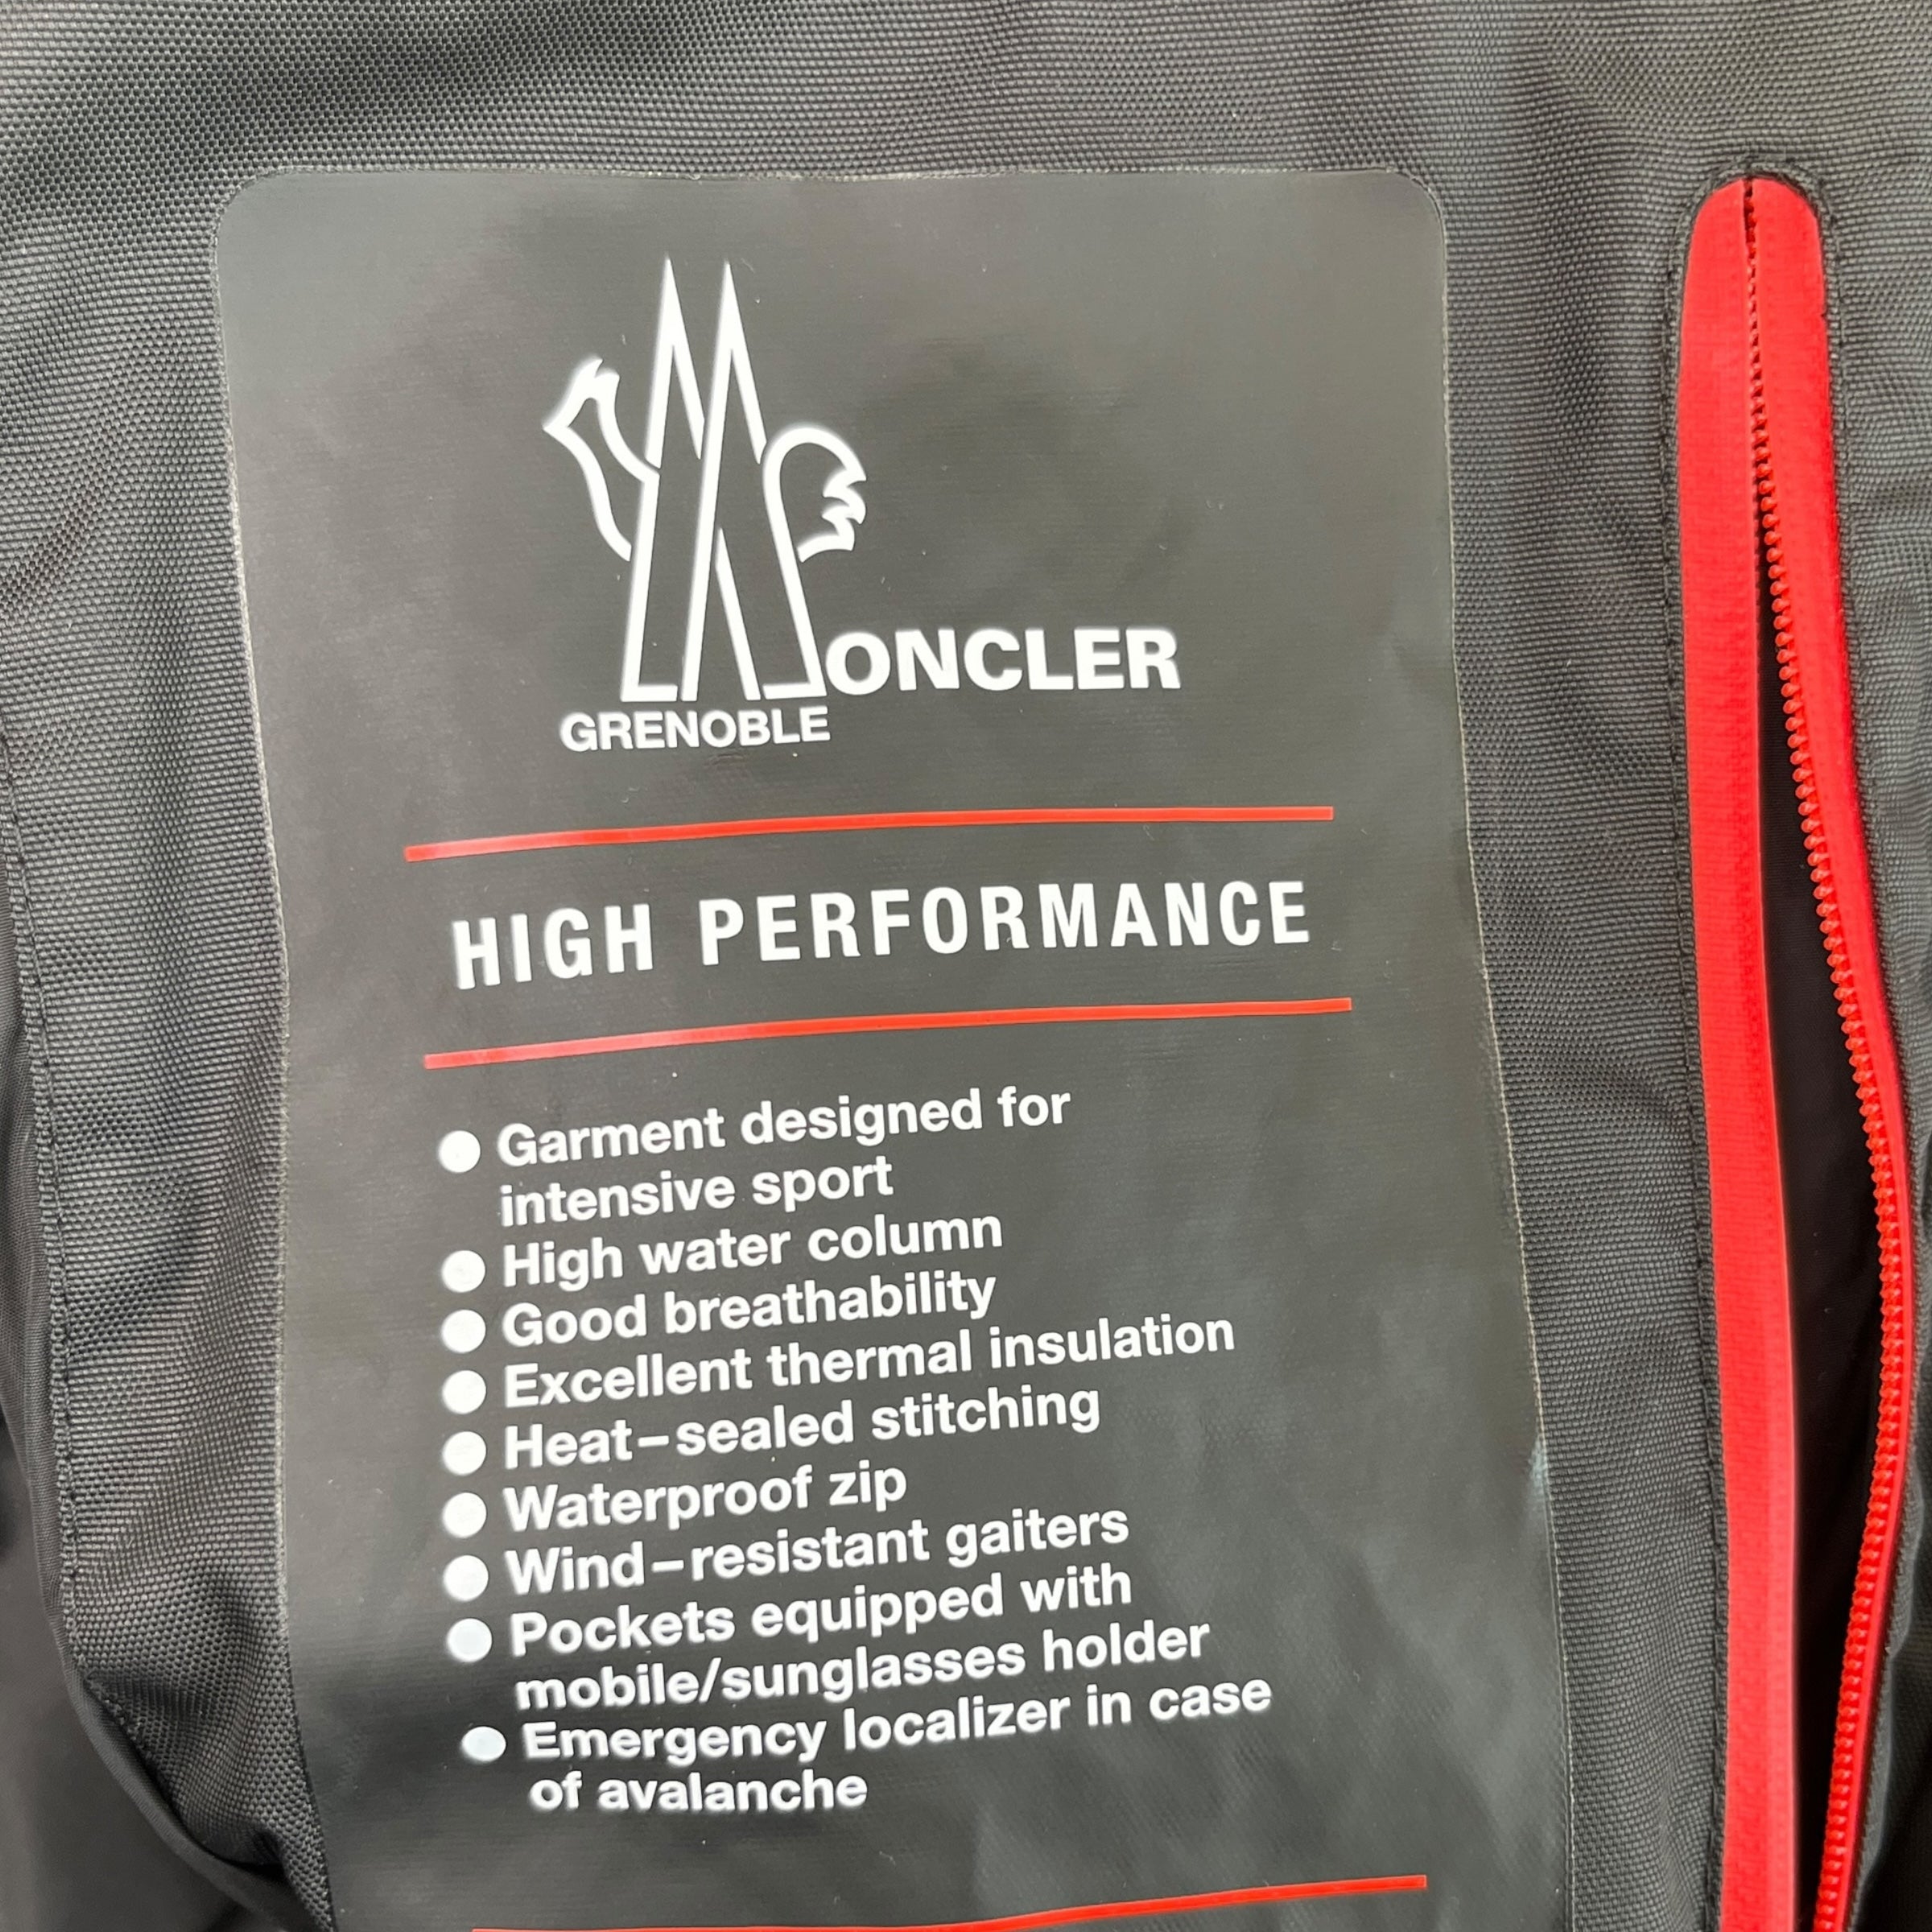 MONCLER
GRENOBLE
HIGH PERFORMANCE
● Garment designed for
intensive sport
● High water column
● Good breathability
● Excellent thermal insulation
● Heat-sealed stitching
● Waterproof zip
● Wind-resistant gaiters
● Pockets equipped with
mobile/sunglasses holder
● Emergency localizer in case
of avalanche